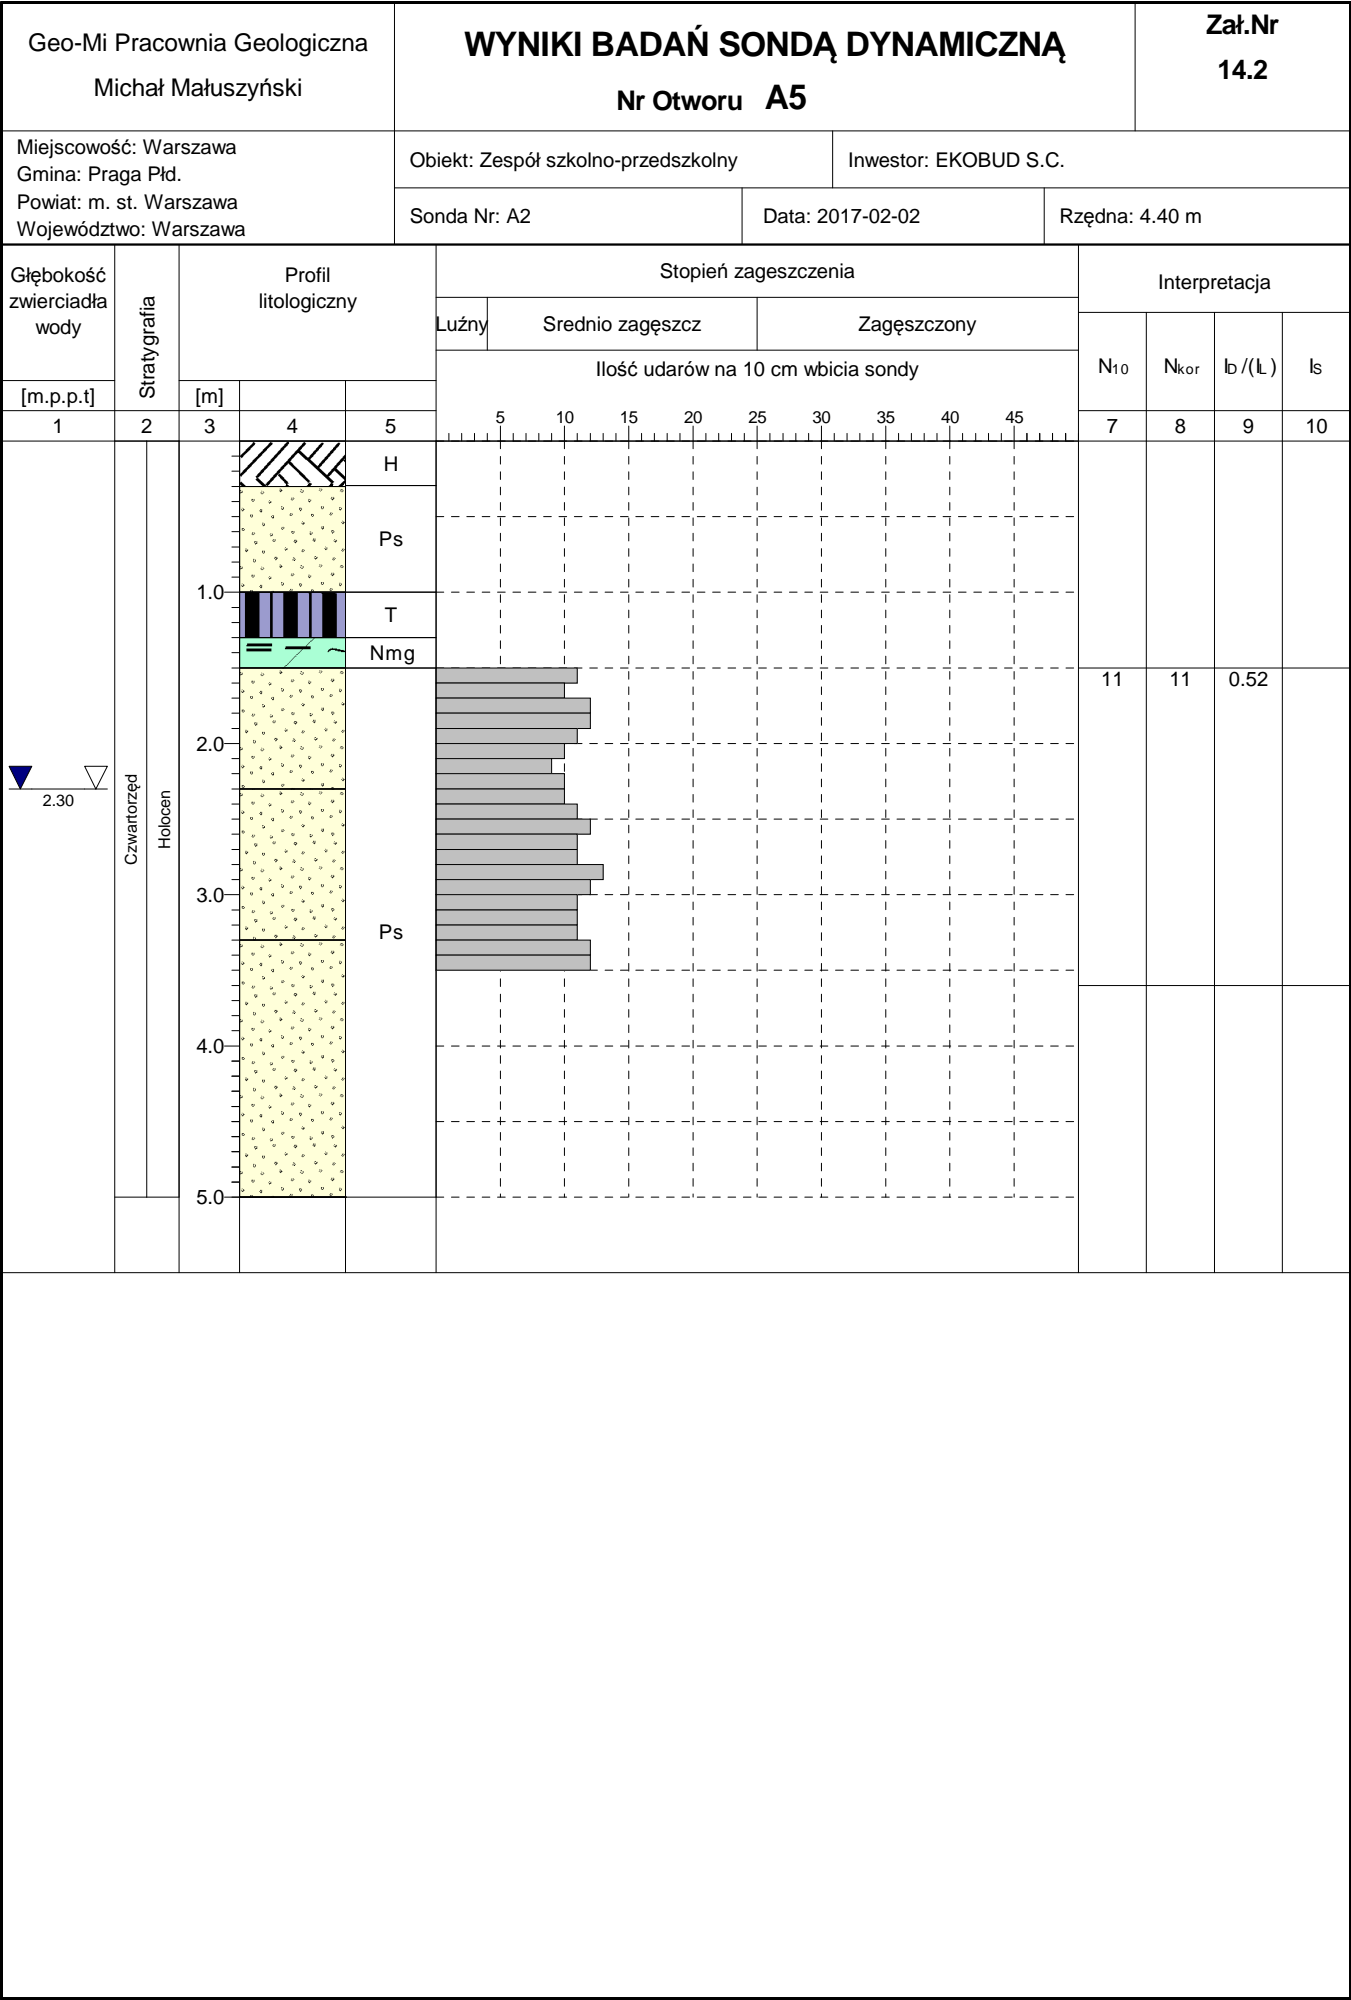 Geo-Mi Pracownia Geologiczna
Michał Małuszyński
WYNIKI BADAŃ SONDĄ DYNAMICZNĄ
Nr Otworu A5
Zał.Nr
14.2
Miejscowość: Warszawa
Gmina: Praga Płd.
Powiat: m. st. Warszawa
Województwo: Warszawa
Obiekt: Zespół szkolno-przedszkolny
Inwestor: EKOBUD S.C.
Sonda Nr: A2
Data: 2017-02-02
Rzędna: 4.40 m
Głębokość
zwierciadła
wody
[m.p.p.t]
Stratygrafia
Profil
litologiczny
[m]
Stopień zageszczenia
Luźny
Srednio zagęszcz
Zagęszczony
Ilość udarów na 10 cm wbicia sondy
5 10 15 20 25 30 35 40 45
Interpretacja
N10
Nkor
ID /(IL)
IS
1 2 3 4 5 7 8 9 10
H
Ps
1.0
T
Nmg
11 11 0.52
2.0
2.30
Czwartorzęd
Holocen
3.0
Ps
4.0
5.0